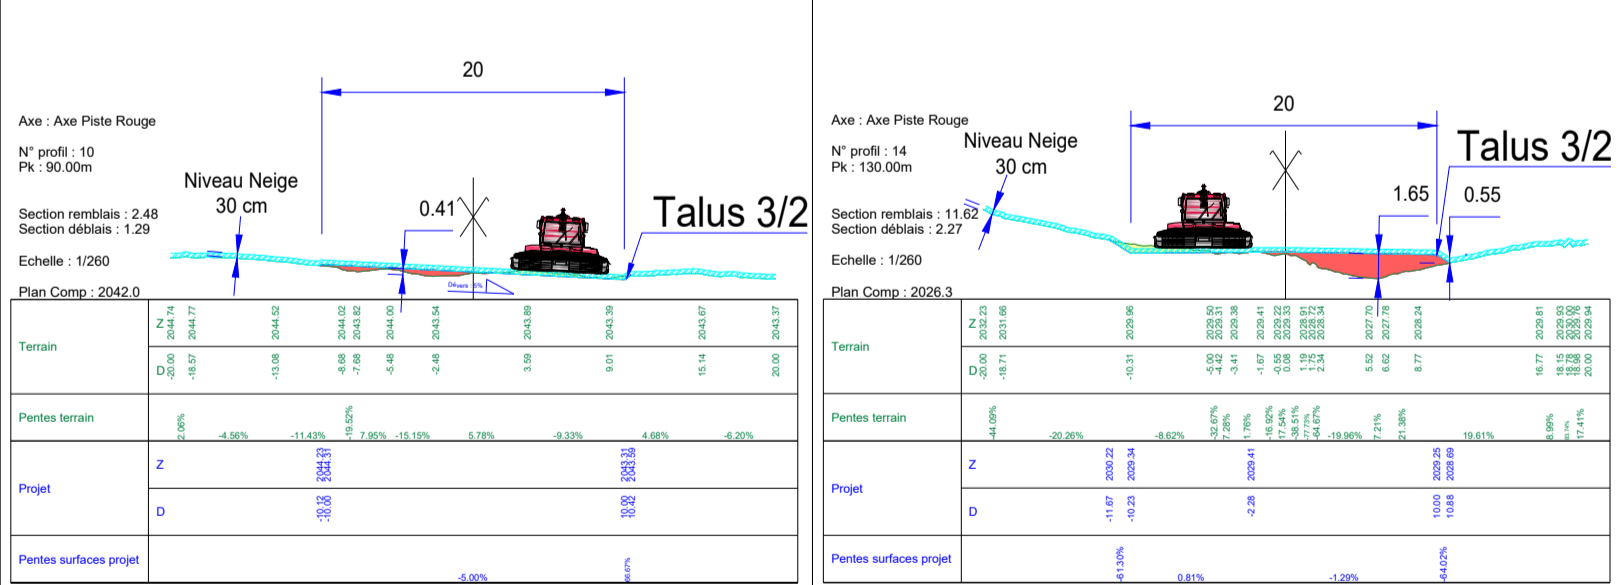 20
Axe : Axe Piste Rouge
N° profil : 10
Pk : 90.00m
Niveau Neige
30 cm
Section remblais : 2.48
Section déblais : 1.29
0.41
Talus 3/2
Echelle : 1/260
Plan Comp : 2042.0
Dévers 5%
Terrain
Z 2044.74 2044.77 2044.52 2044.02 2043.82 2044.00 2043.54 2043.89 2043.39 2043.67 2043.37
D -20.00 -18.57 -13.08 -8.68 -7.68 -5.48 -2.48 3.59 9.01 15.14 20.00
Pentes terrain
2.06% -4.56% -11.43% -19.52% 7.95% -15.15% 5.78% -9.33% 4.68% -6.20%
Projet
Z 2044.23 2044.31 2043.31 2043.59
D -10.12 -10.00 10.00 10.42
Pentes surfaces projet
-5.00% 66.67%
20
Axe : Axe Piste Rouge
N° profil : 14
Pk : 130.00m
Niveau Neige
30 cm
Talus 3/2
1.65
0.55
Section remblais : 11.62
Section déblais : 2.27
Echelle : 1/260
Plan Comp : 2026.3
Terrain
Z 2032.23 2031.66 2029.96 2029.50 2029.31 2029.38 2029.41 2029.22 2029.33 2028.91 2028.72 2028.34 2027.70 2027.78 2028.24 2029.81 2029.93 2030.00 2029.76 2029.94
D -20.00 -18.71 -10.31 -5.00 -4.42 -3.41 -1.67 -0.55 0.08 1.19 1.75 2.34 5.52 6.62 8.77 16.77 18.15 18.78 18.98 20.00
Pentes terrain
-44.09% -20.26% -8.62% -32.67% 7.28% 1.76% -16.92% 17.54% -38.51% -64.67% -19.96% 7.21% 21.38% 19.61% 8.99% 17.41%
Projet
Z 2030.22 2029.34 2029.41 2029.25 2028.69
D -11.67 -10.23 -2.28 10.00 10.88
Pentes surfaces projet
-61.30% 0.81% -1.29% -64.02%